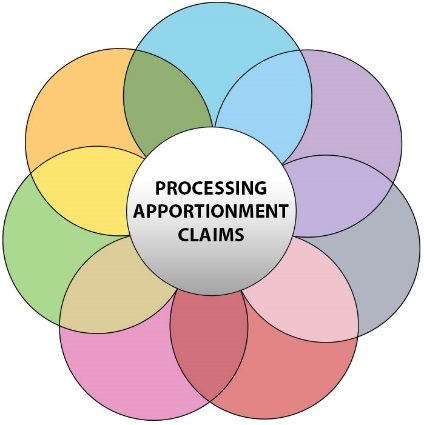 PROCESSING
APPORTIONMENT
CLAIMS